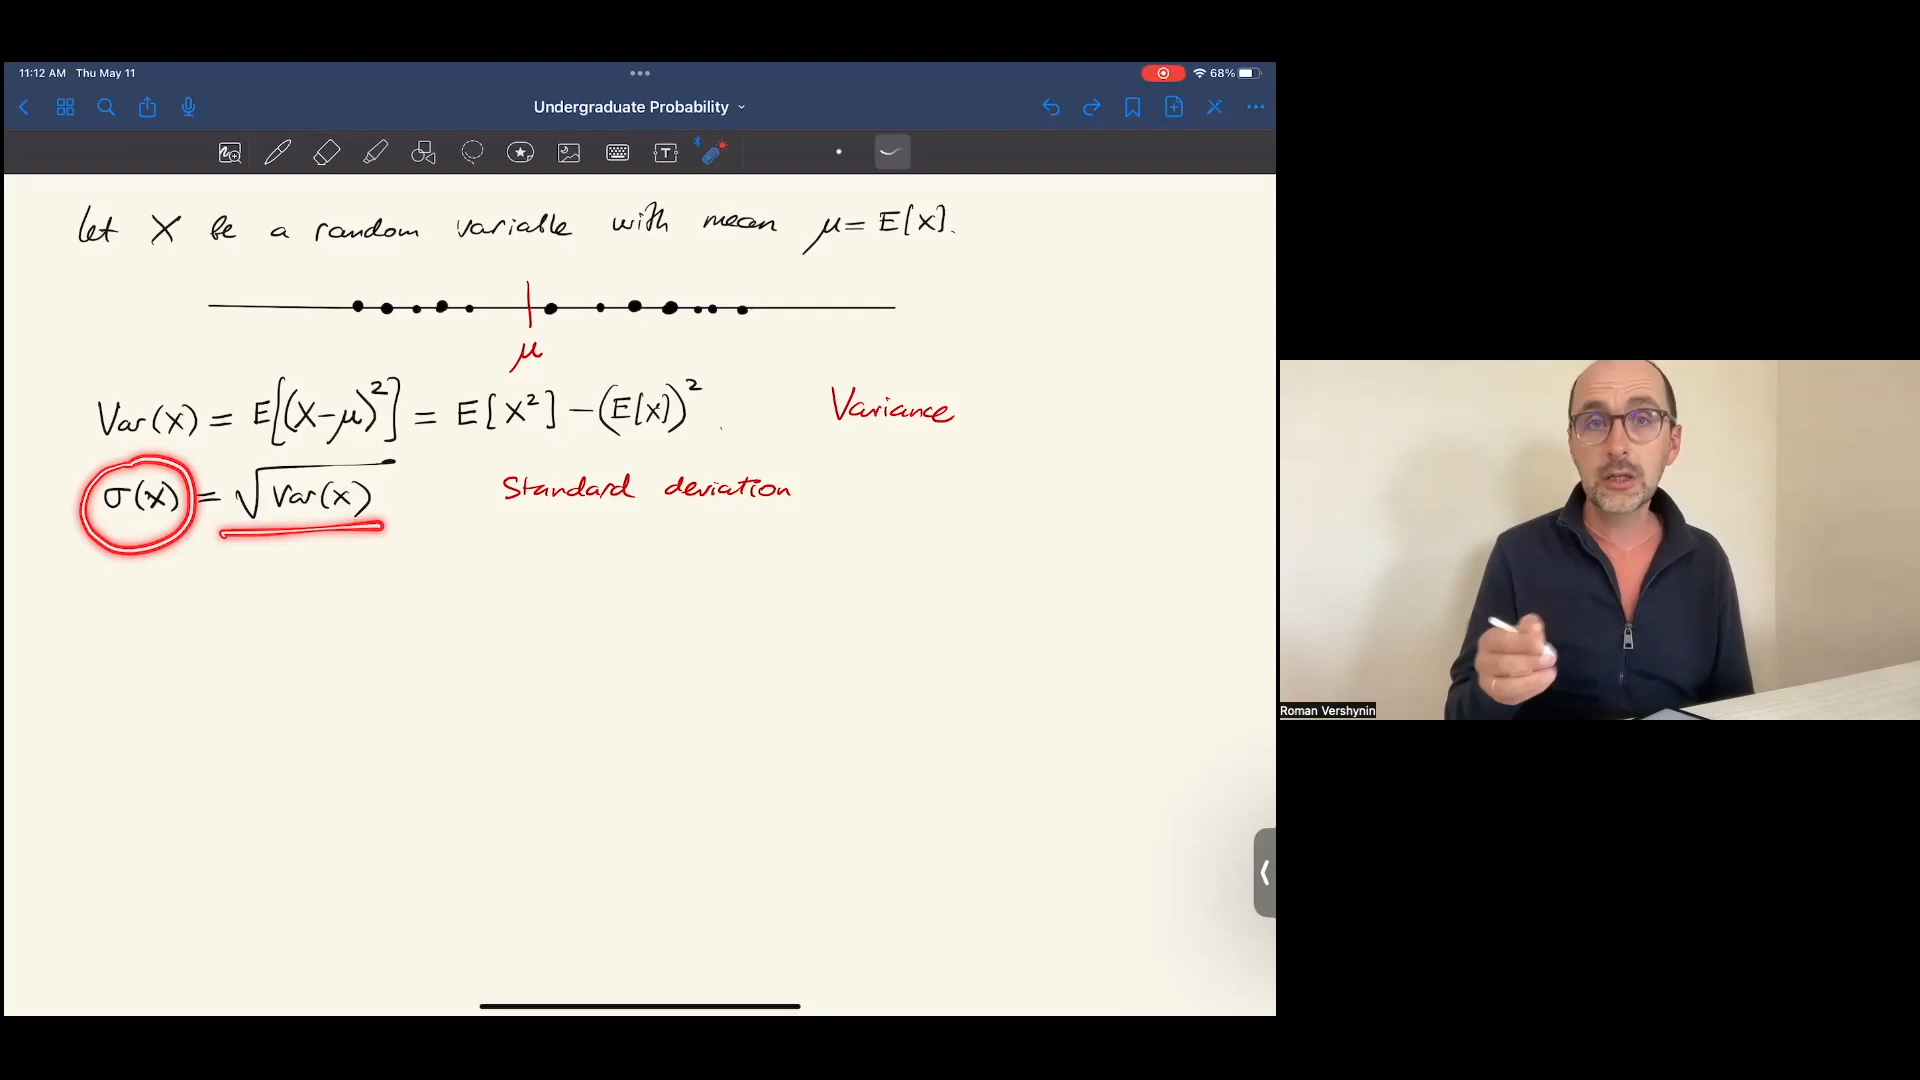 11:12 AM Thu May 11
68%
Undergraduate Probability
T
Let X be a random variable with mean μ = E[X].
μ
Var(X) = E[(X-μ)²] = E[X²] - (E[X])². Variance
σ(X) = √Var(X) Standard deviation
Roman Vershynin